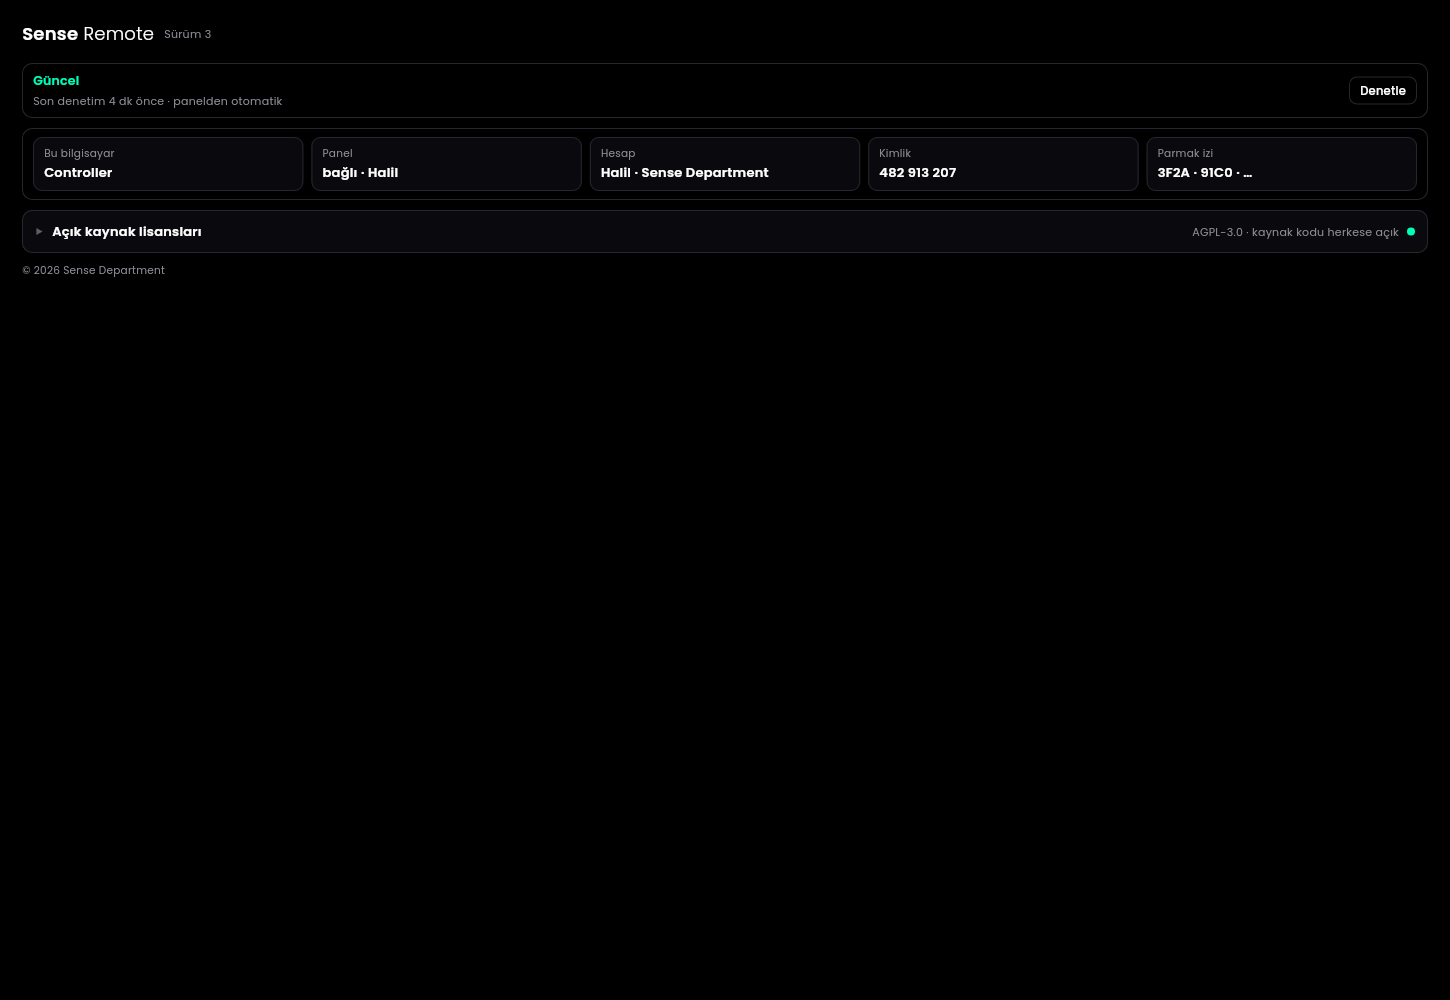 Sense Remote Sürüm 3
Güncel
Son denetim 4 dk önce · panelden otomatik
Denetle
Bu bilgisayar
Controller
Panel
bağlı · Halil
Hesap
Halil · Sense Department
Kimlik
482 913 207
Parmak izi
3F2A · 91C0 · …
Açık kaynak lisansları
AGPL-3.0 · kaynak kodu herkese açık
© 2026 Sense Department